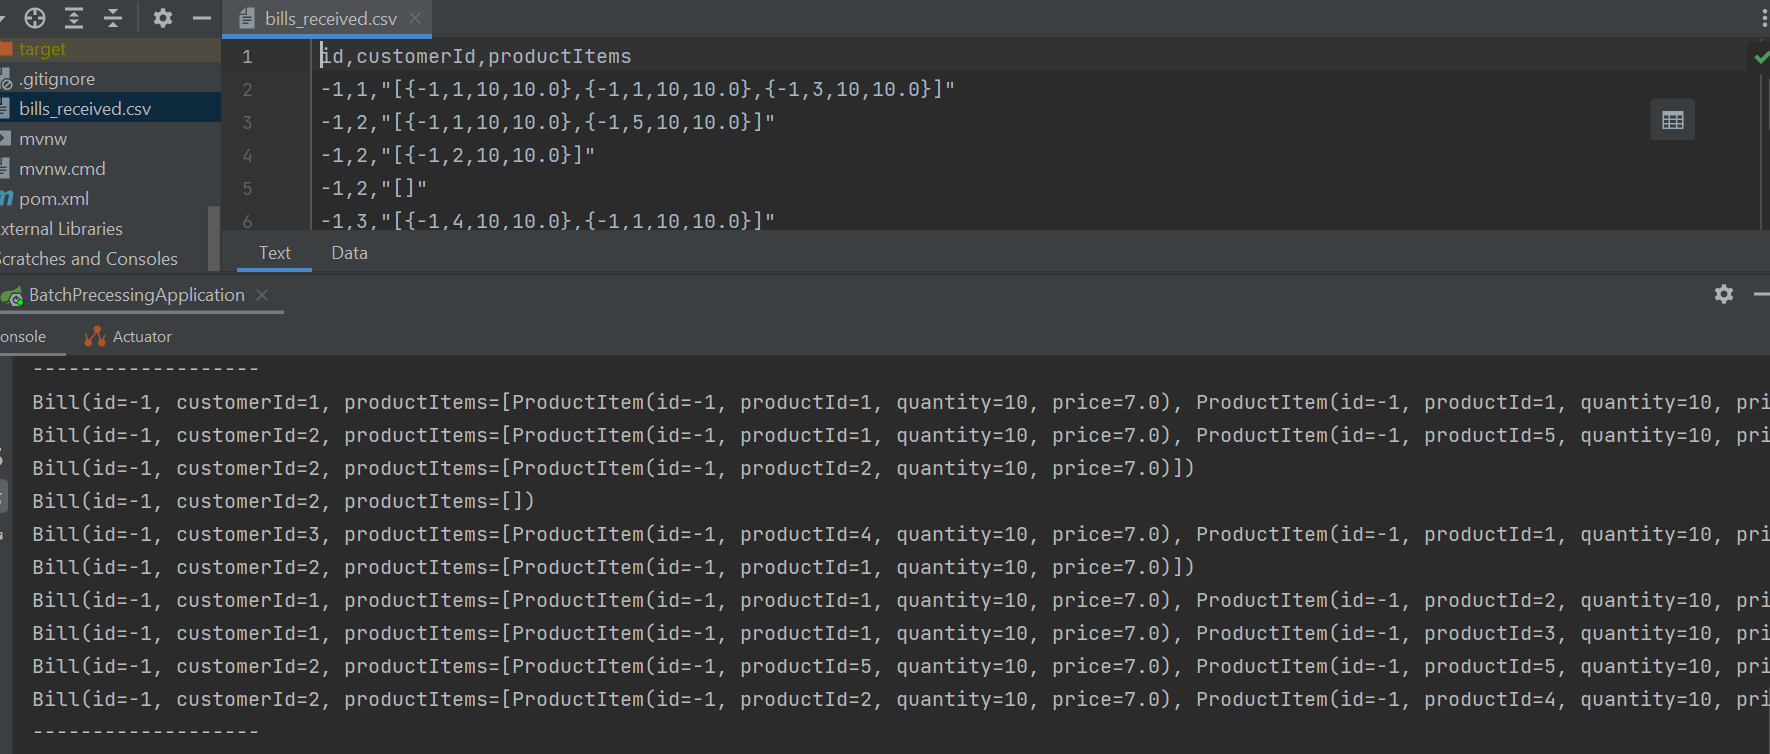 bills_received.csv
target
.gitignore
bills_received.csv
mvnw
mvnw.cmd
pom.xml
xternal Libraries
cratches and Consoles
1 id,customerId,productItems
2 -1,1,"[{-1,1,10,10.0},{-1,1,10,10.0},{-1,3,10,10.0}]"
3 -1,2,"[{-1,1,10,10.0},{-1,5,10,10.0}]"
4 -1,2,"[{-1,2,10,10.0}]"
5 -1,2,"[]"
6 -1,3,"[{-1,4,10,10.0},{-1,1,10,10.0}]"
Text Data
BatchPrecessingApplication
onsole Actuator
-------------------
Bill(id=-1, customerId=1, productItems=[ProductItem(id=-1, productId=1, quantity=10, price=7.0), ProductItem(id=-1, productId=1, quantity=10, pri
Bill(id=-1, customerId=2, productItems=[ProductItem(id=-1, productId=1, quantity=10, price=7.0), ProductItem(id=-1, productId=5, quantity=10, pri
Bill(id=-1, customerId=2, productItems=[ProductItem(id=-1, productId=2, quantity=10, price=7.0)])
Bill(id=-1, customerId=2, productItems=[])
Bill(id=-1, customerId=3, productItems=[ProductItem(id=-1, productId=4, quantity=10, price=7.0), ProductItem(id=-1, productId=1, quantity=10, pri
Bill(id=-1, customerId=2, productItems=[ProductItem(id=-1, productId=1, quantity=10, price=7.0)])
Bill(id=-1, customerId=1, productItems=[ProductItem(id=-1, productId=1, quantity=10, price=7.0), ProductItem(id=-1, productId=2, quantity=10, pri
Bill(id=-1, customerId=1, productItems=[ProductItem(id=-1, productId=1, quantity=10, price=7.0), ProductItem(id=-1, productId=3, quantity=10, pri
Bill(id=-1, customerId=2, productItems=[ProductItem(id=-1, productId=5, quantity=10, price=7.0), ProductItem(id=-1, productId=5, quantity=10, pri
Bill(id=-1, customerId=2, productItems=[ProductItem(id=-1, productId=2, quantity=10, price=7.0), ProductItem(id=-1, productId=4, quantity=10, pri
-------------------